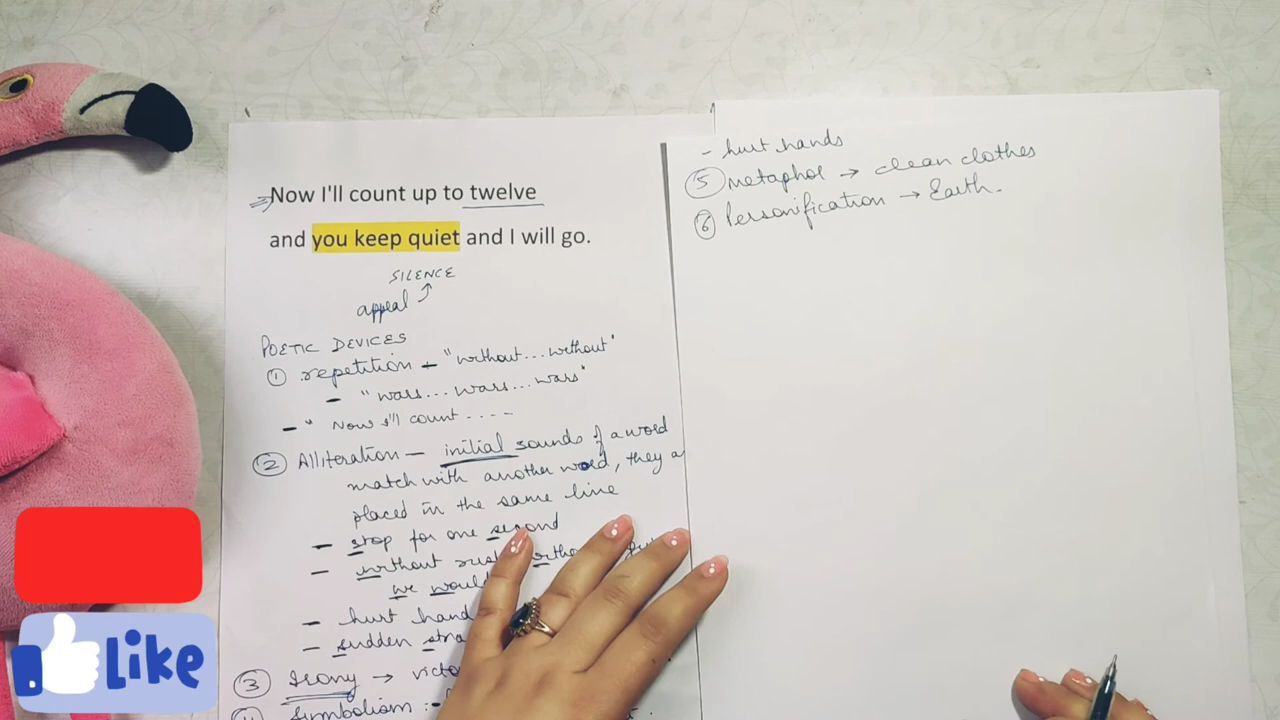 Now I'll count up to twelve
and you keep quiet and I will go.
SILENCE
appeal
POETIC DEVICES
① repetition - "without... without"
- "wars... wars... wars"
- " Now I'll count ....
② Alliteration - initial sounds of a word
match with another word, they a
placed in the same line
- stop for one second
- without rush
we would
- hurt hand
- sudden stra
③ Irony → victo
④ Symbolism :-
- hurt hands
⑤ metaphor → clean clothes
⑥ Personification → Earth.
LIKE